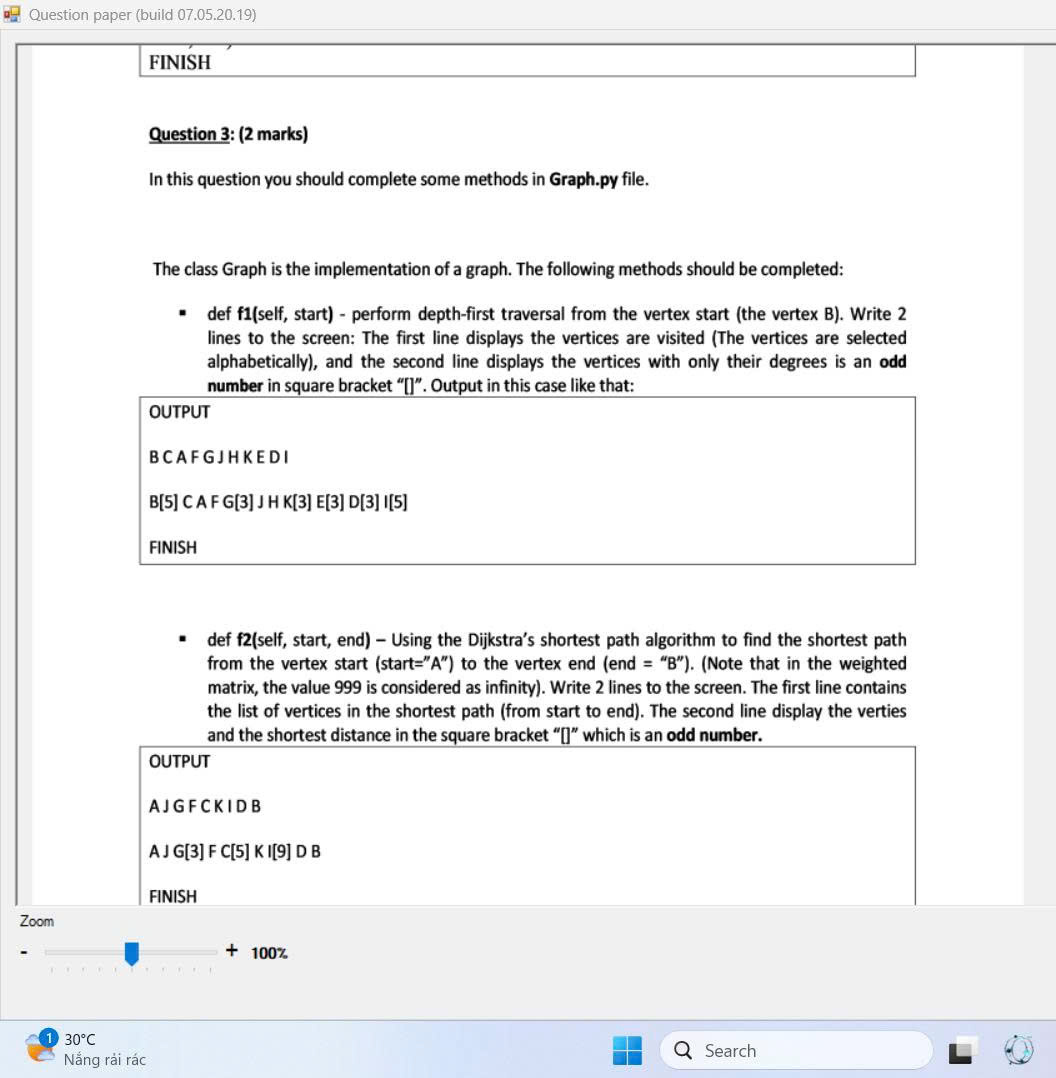 Question paper (build 07.05.20.19)
FINISH
Question 3: (2 marks)
In this question you should complete some methods in Graph.py file.
The class Graph is the implementation of a graph. The following methods should be completed:
▪ def f1(self, start) - perform depth-first traversal from the vertex start (the vertex B). Write 2
lines to the screen: The first line displays the vertices are visited (The vertices are selected
alphabetically), and the second line displays the vertices with only their degrees is an odd
number in square bracket “[]”. Output in this case like that:
OUTPUT
B C A F G J H K E D I
B[5] C A F G[3] J H K[3] E[3] D[3] I[5]
FINISH
▪ def f2(self, start, end) – Using the Dijkstra’s shortest path algorithm to find the shortest path
from the vertex start (start=”A”) to the vertex end (end = “B”). (Note that in the weighted
matrix, the value 999 is considered as infinity). Write 2 lines to the screen. The first line contains
the list of vertices in the shortest path (from start to end). The second line display the verties
and the shortest distance in the square bracket “[]” which is an odd number.
OUTPUT
A J G F C K I D B
A J G[3] F C[5] K I[9] D B
FINISH
Zoom
- + 100%
1 30°C
Nắng rải rác
Search